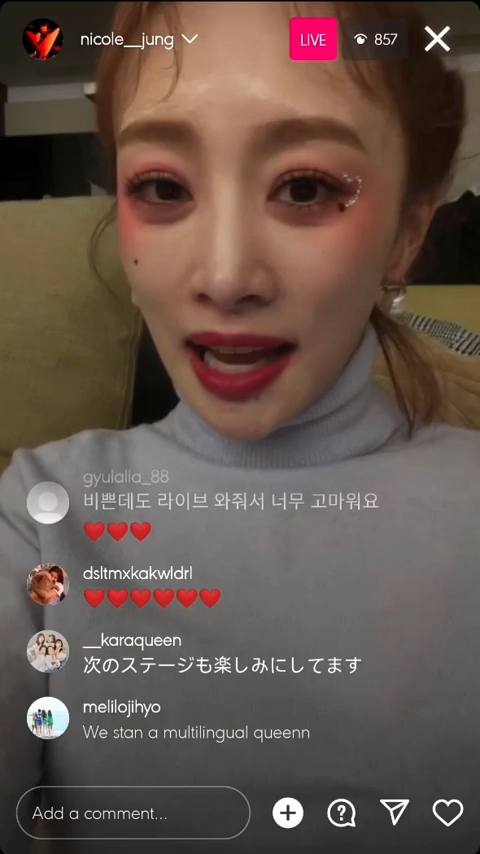 nicole__jung
LIVE
857
gyulalla_88
비쁜데도 라이브 와줘서 너무 고마워요
❤️❤️❤️
dsltmxkakwldrl
❤️❤️❤️❤️❤️❤️
__karaqueen
次のステージも楽しみにしてます
melilojihyo
We stan a multilingual queenn
Add a comment...